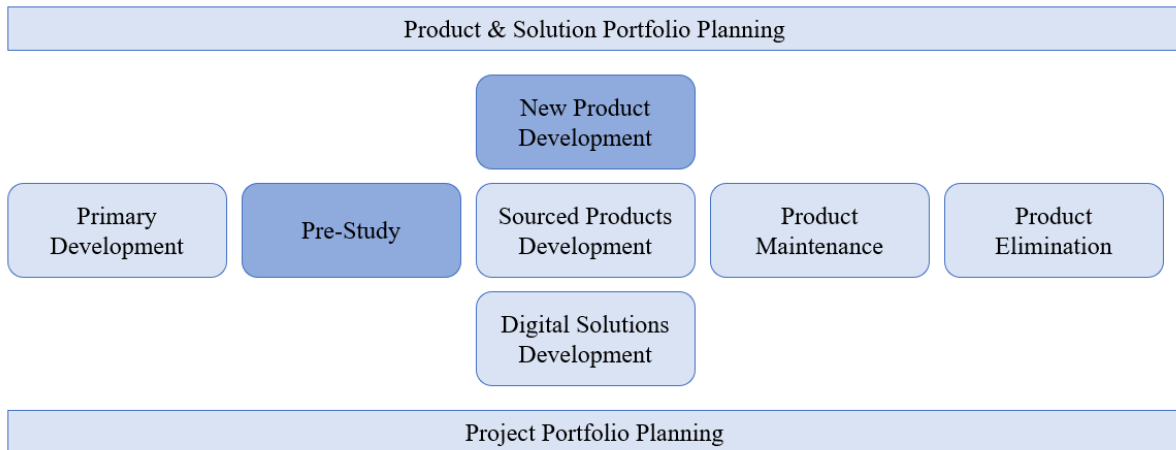 Product & Solution Portfolio Planning
New Product
Development
Primary
Development
Pre-Study
Sourced Products
Development
Product
Maintenance
Product
Elimination
Digital Solutions
Development
Project Portfolio Planning